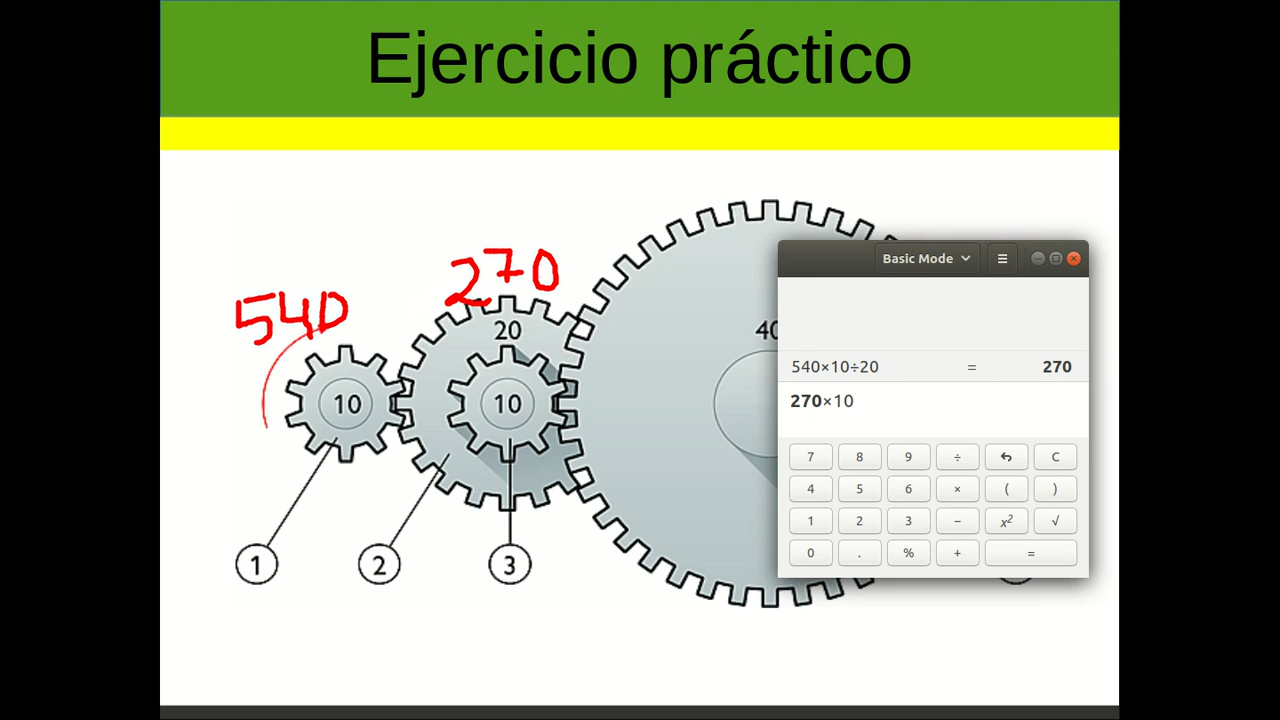 Ejercicio práctico
540
270
20
10
10
40
1
2
3
Basic Mode
540×10÷20 = 270
270×10
7 8 9 ÷ C
4 5 6 × ( )
1 2 3 − x² √
0 . % + =